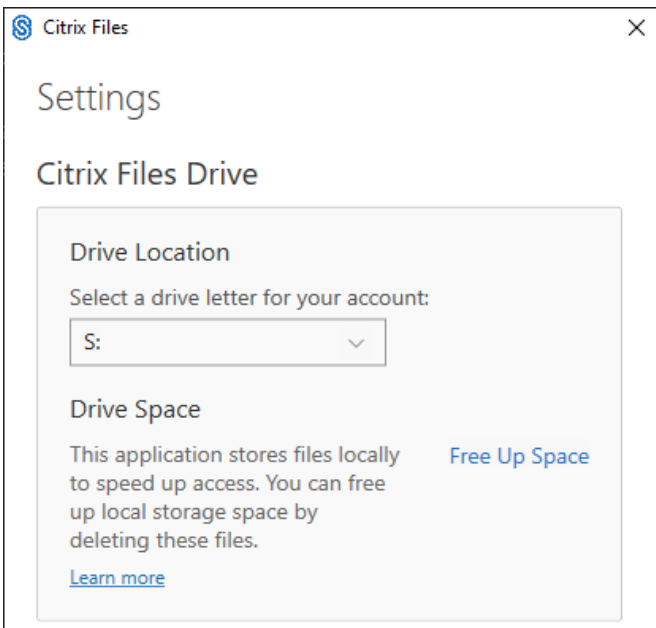 Citrix Files
Settings
Citrix Files Drive
Drive Location
Select a drive letter for your account:
S:
Drive Space
This application stores files locally
to speed up access. You can free
up local storage space by
deleting these files.
Free Up Space
Learn more